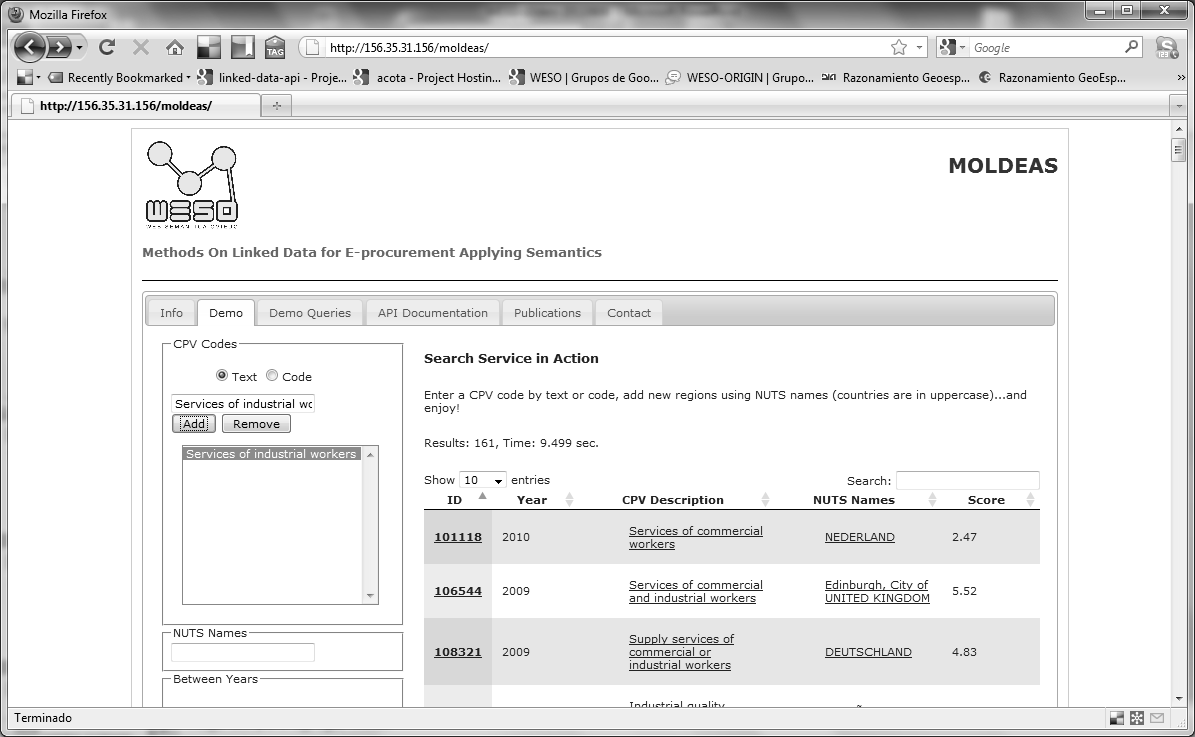 Mozilla Firefox
TAG
http://156.35.31.156/moldeas/
Google
Recently Bookmarked
linked-data-api - Proje...
acota - Project Hostin...
WESO | Grupos de Goo...
WESO-ORIGIN | Grupo...
Razonamiento Geoesp...
Razonamiento GeoEsp...
http://156.35.31.156/moldeas/
WESO
MOLDEAS
Methods On Linked Data for E-procurement Applying Semantics
Info
Demo
Demo Queries
API Documentation
Publications
Contact
CPV Codes
Text
Code
Services of industrial wo
Add
Remove
Services of industrial workers
NUTS Names
Between Years
Search Service in Action
Enter a CPV code by text or code, add new regions using NUTS names (countries are in uppercase)...and
enjoy!
Results: 161, Time: 9.499 sec.
Show 10 entries
Search:
ID Year CPV Description NUTS Names Score
101118 2010 Services of commercial workers NEDERLAND 2.47
106544 2009 Services of commercial and industrial workers Edinburgh, City of UNITED KINGDOM 5.52
108321 2009 Supply services of commercial or industrial workers DEUTSCHLAND 4.83
Industrial quality
Terminado